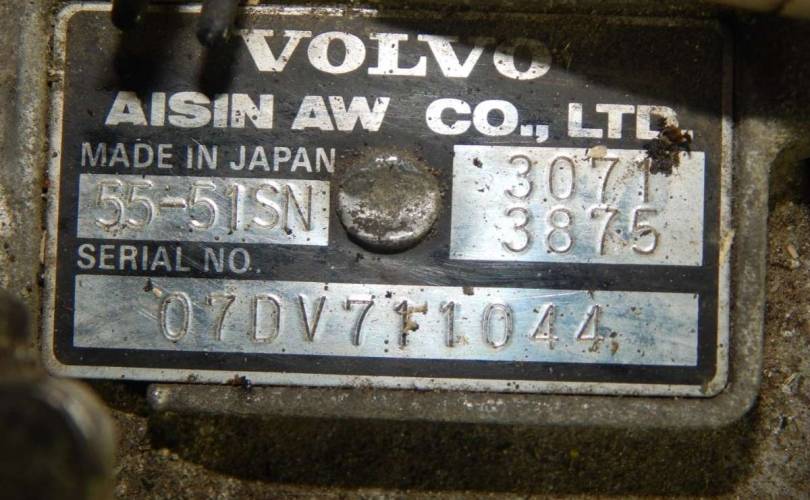 VOLVO
AISIN AW CO., LTD.
MADE IN JAPAN
55-51SN
3071
3875
SERIAL NO.
07DV711044